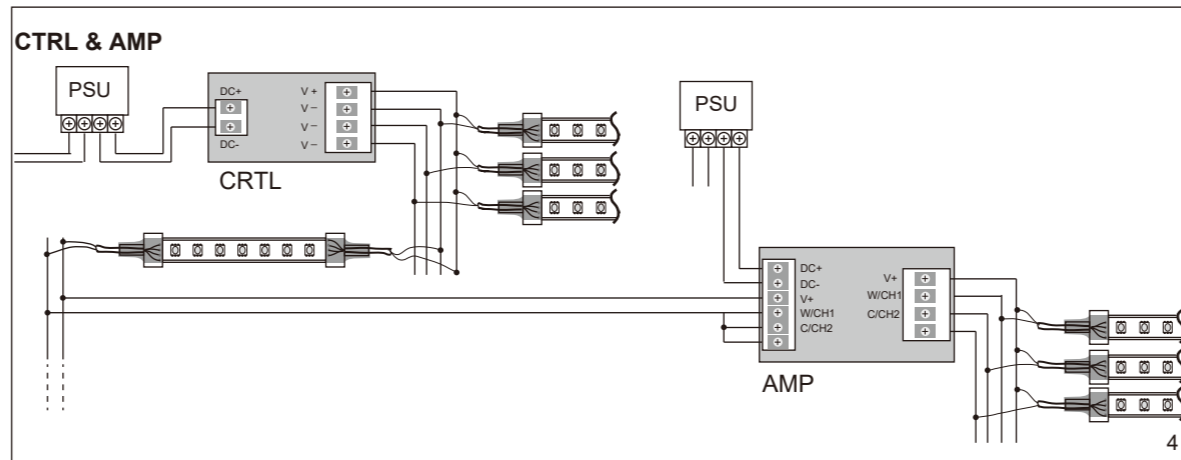 CTRL & AMP
PSU
DC+
DC-
V+
V–
V–
V–
CRTL
PSU
DC+
DC-
V+
W/CH1
C/CH2
V+
W/CH1
C/CH2
AMP
4